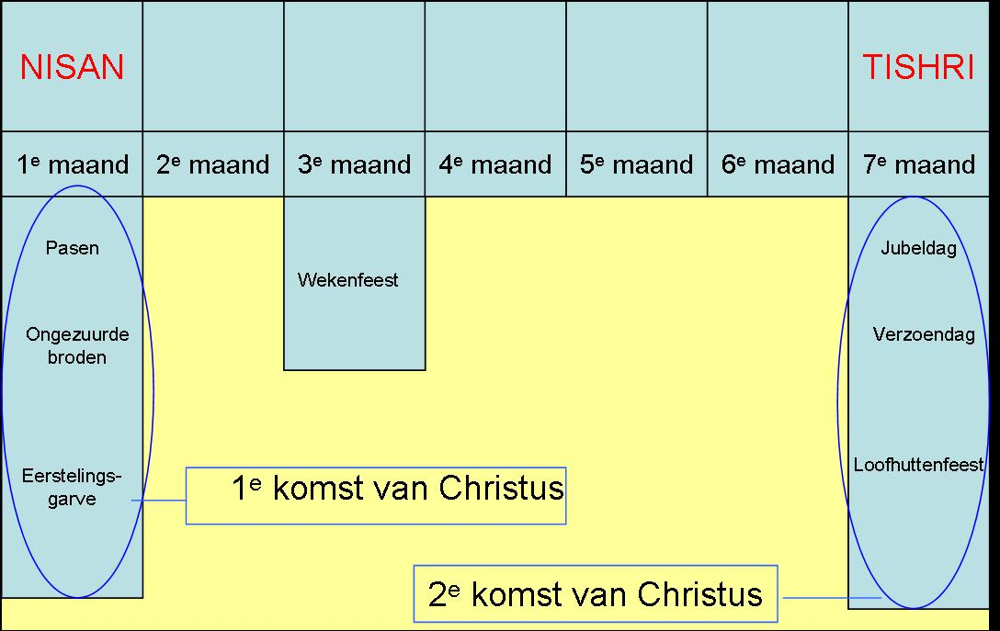 NISAN
TISHRI
1e maand
2e maand
3e maand
4e maand
5e maand
6e maand
7e maand
Pasen
Ongezuurde
broden
Eerstelings-
garve
Wekenfeest
Jubeldag
Verzoendag
Loofhuttenfeest
1e komst van Christus
2e komst van Christus